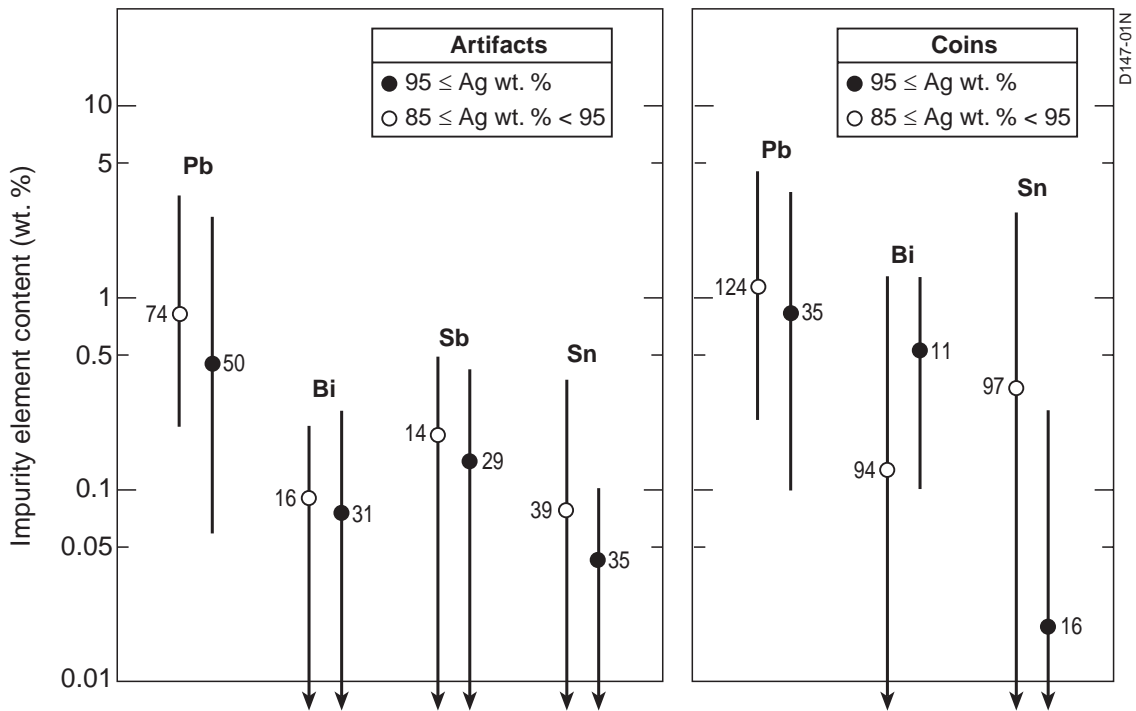 Impurity element content (wt. %)
10
5
1
0.5
0.1
0.05
0.01
Artifacts
95 ≤ Ag wt. %
85 ≤ Ag wt. % < 95
Pb
74
50
Bi
16
31
Sb
14
29
Sn
39
35
Coins
95 ≤ Ag wt. %
85 ≤ Ag wt. % < 95
Pb
124
35
Bi
94
11
Sn
97
16
D147-01N